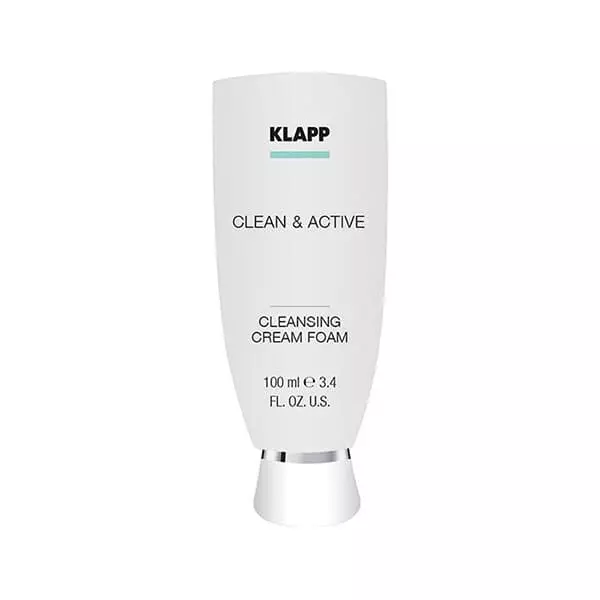 KLAPP
CLEAN & ACTIVE
CLEANSING
CREAM FOAM
100 ml ℮ 3.4
FL. OZ. U.S.